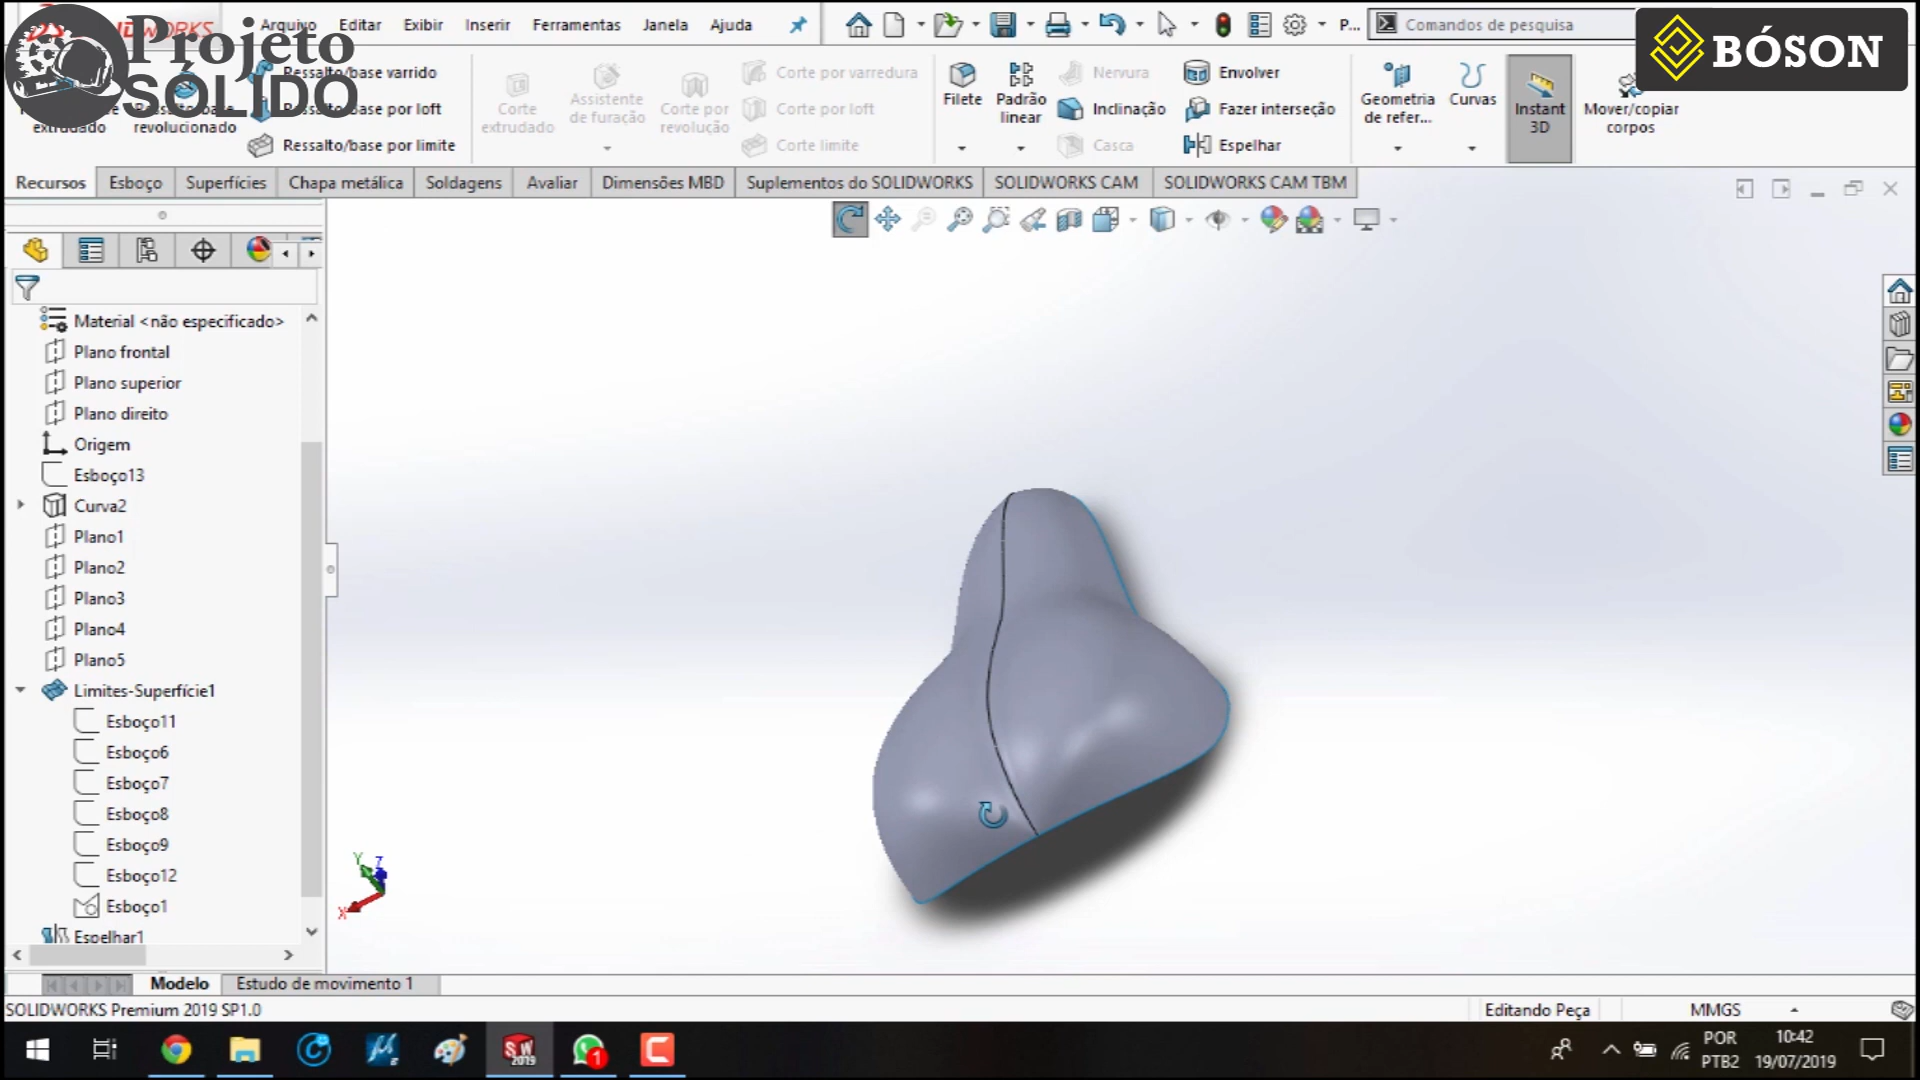 Projeto
SÓLIDO
BÓSON
Arquivo Editar Exibir Inserir Ferramentas Janela Ajuda
P...
Comandos de pesquisa
Ressalto/base varrido
Ressalto/base por loft
Ressalto/base por limite
extrudado
revolucionado
Corte extrudado
Assistente de furação
Corte por revolução
Corte por varredura
Corte por loft
Corte limite
Filete
Padrão linear
Nervura
Inclinação
Casca
Envolver
Fazer interseção
Espelhar
Geometria de refer...
Curvas
Instant 3D
Mover/copiar corpos
Recursos Esboço Superfícies Chapa metálica Soldagens Avaliar Dimensões MBD Suplementos do SOLIDWORKS SOLIDWORKS CAM SOLIDWORKS CAM TBM
Material <não especificado>
Plano frontal
Plano superior
Plano direito
Origem
Esboço13
Curva2
Plano1
Plano2
Plano3
Plano4
Plano5
Limites-Superfície1
Esboço11
Esboço6
Esboço7
Esboço8
Esboço9
Esboço12
Esboço1
Espelhar1
Y Z
X
Modelo Estudo de movimento 1
SOLIDWORKS Premium 2019 SP1.0
Editando Peça
MMGS
SW
2019
1
POR
PTB2
10:42
19/07/2019